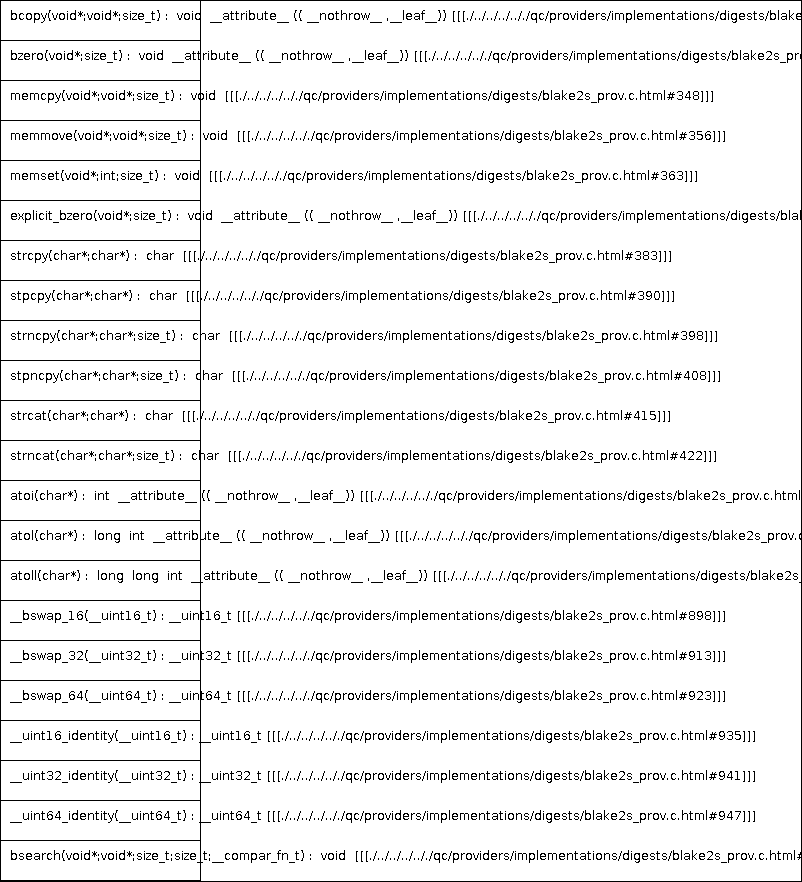 bcopy(void*;void*;size_t) : void __attribute__ (( __nothrow__ ,__leaf__)) [[[./../../../../.​/qc/providers/implementations/digests/blake
bzero(void*;size_t) : void __attribute__ (( __nothrow__ ,__leaf__)) [[[./../../../../../qc/providers/implementations/digests/blake2s_pro
memcpy(void*;void*;size_t) : void [[[./../../../../../qc/providers/implementations/digests/blake2s_prov.c.html#348]]]
memmove(void*;void*;size_t) : void [[[./../../../../../qc/providers/implementations/digests/blake2s_prov.c.html#356]]]
memset(void*;int;size_t) : void [[[./../../../../../qc/providers/implementations/digests/blake2s_prov.c.html#363]]]
explicit_bzero(void*;size_t) : void __attribute__ (( __nothrow__ ,__leaf__)) [[[./../../../../../qc/providers/implementations/digests/bla
strcpy(char*;char*) : char [[[./../../../../../qc/providers/implementations/digests/blake2s_prov.c.html#383]]]
stpcpy(char*;char*) : char [[[./../../../../../qc/providers/implementations/digests/blake2s_prov.c.html#390]]]
strncpy(char*;char*;size_t) : char [[[./../../../../../qc/providers/implementations/digests/blake2s_prov.c.html#398]]]
stpncpy(char*;char*;size_t) : char [[[./../../../../../qc/providers/implementations/digests/blake2s_prov.c.html#408]]]
strcat(char*;char*) : char [[[./../../../../../qc/providers/implementations/digests/blake2s_prov.c.html#415]]]
strncat(char*;char*;size_t) : char [[[./../../../../../qc/providers/implementations/digests/blake2s_prov.c.html#422]]]
atoi(char*) : int __attribute__ (( __nothrow__ ,__leaf__)) [[[./../../../../../qc/providers/implementations/digests/blake2s_prov.c.html
atol(char*) : long int __attribute__ (( __nothrow__ ,__leaf__)) [[[./../../../../../qc/providers/implementations/digests/blake2s_prov.c
atoll(char*) : long long int __attribute__ (( __nothrow__ ,__leaf__)) [[[./../../../../../qc/providers/implementations/digests/blake2s_
__bswap_16(__uint16_t) : __uint16_t [[[./../../../../../qc/providers/implementations/digests/blake2s_prov.c.html#898]]]
__bswap_32(__uint32_t) : __uint32_t [[[./../../../../../qc/providers/implementations/digests/blake2s_prov.c.html#913]]]
__bswap_64(__uint64_t) : __uint64_t [[[./../../../../../qc/providers/implementations/digests/blake2s_prov.c.html#923]]]
__uint16_identity(__uint16_t) : __uint16_t [[[./../../../../../qc/providers/implementations/digests/blake2s_prov.c.html#935]]]
__uint32_identity(__uint32_t) : __uint32_t [[[./../../../../../qc/providers/implementations/digests/blake2s_prov.c.html#941]]]
__uint64_identity(__uint64_t) : __uint64_t [[[./../../../../../qc/providers/implementations/digests/blake2s_prov.c.html#947]]]
bsearch(void*;void*;size_t;size_t;__compar_fn_t) : void [[[./../../../../../qc/providers/implementations/digests/blake2s_prov.c.html#